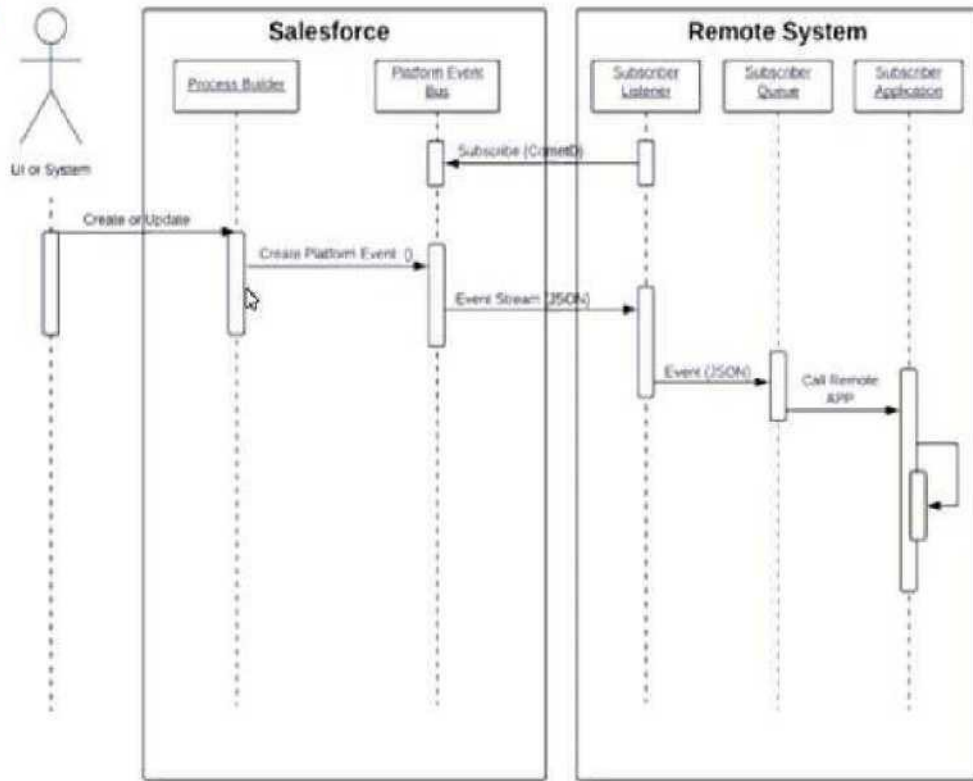 Salesforce
Remote System
Process Builder
Platform Event
Bus
Subscriber
Listener
Subscriber
Queue
Subscriber
Application
UI or System
Subscribe (CometD)
Create or Update
Create Platform Event ()
Event Stream (JSON)
Event (JSON)
Call Remote
APP